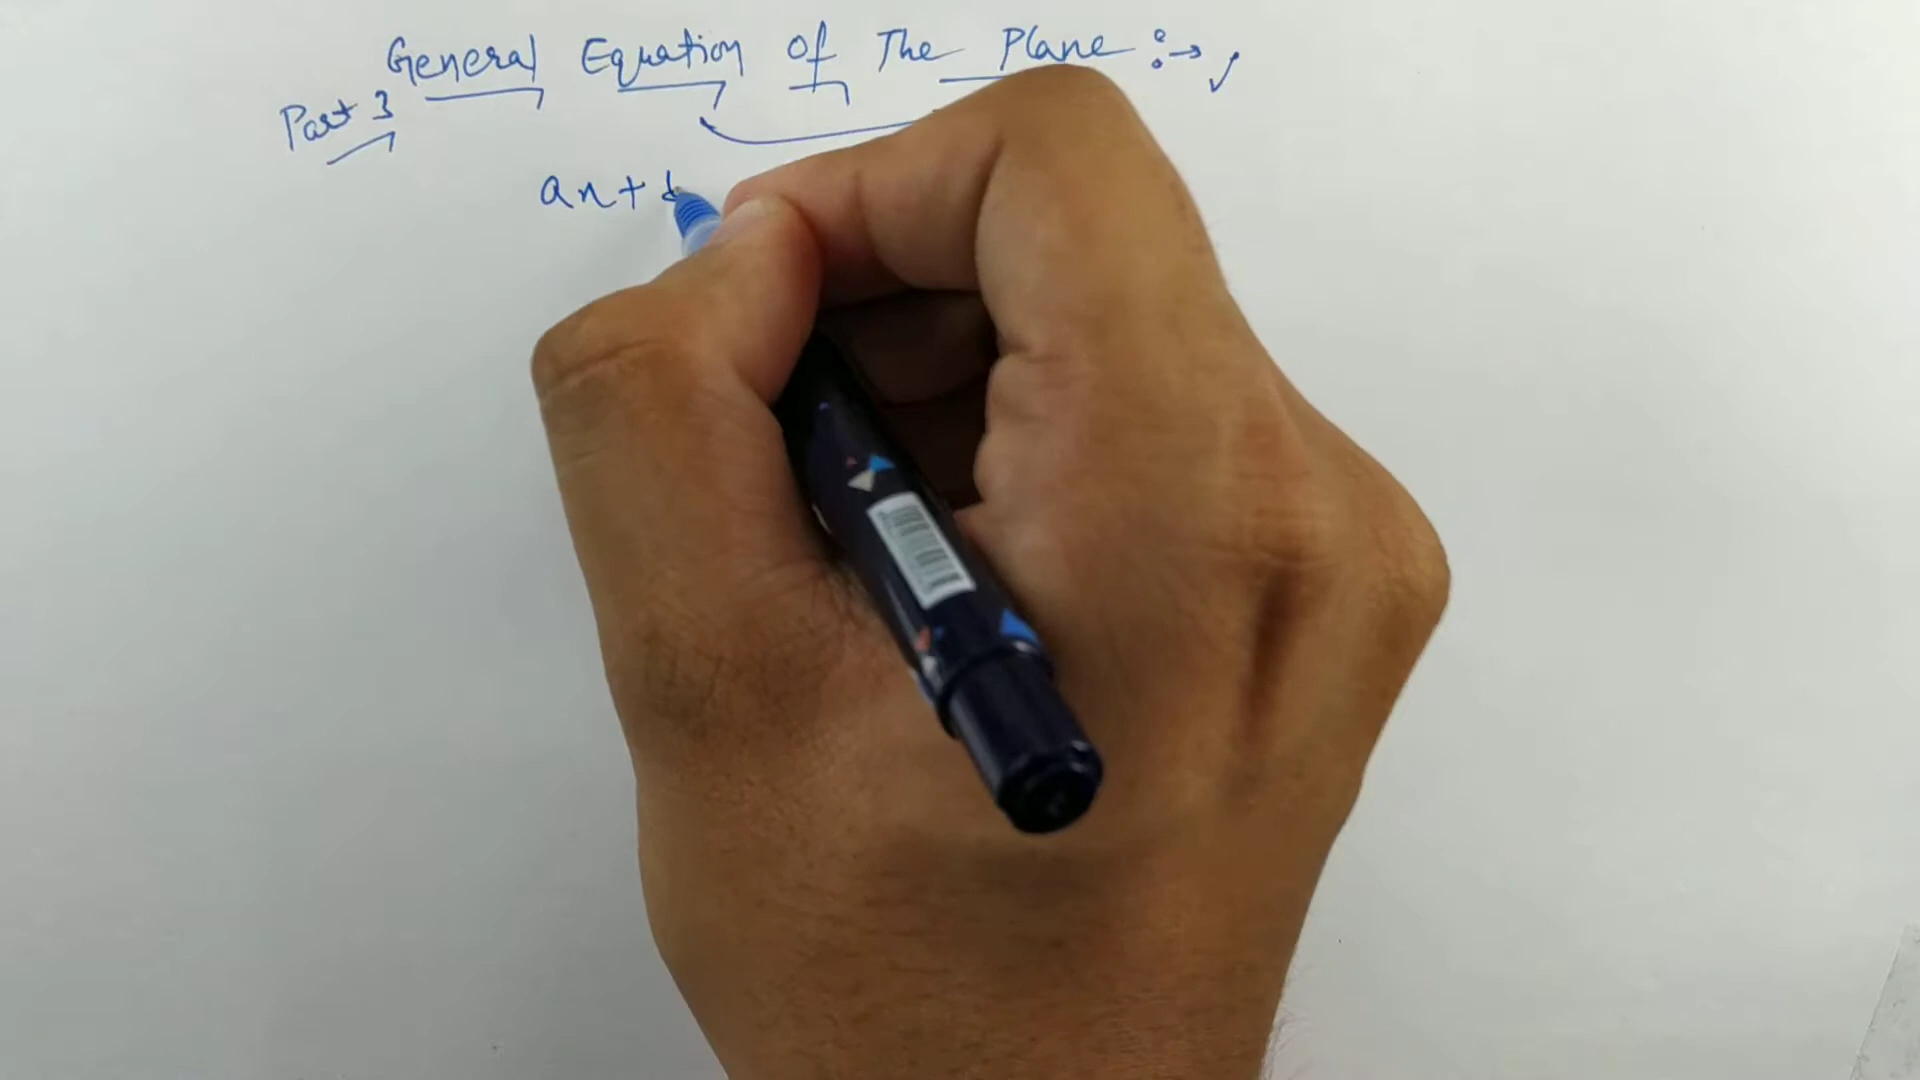 General Equation Of The Plane :→ ✓
Part 3
ax + b